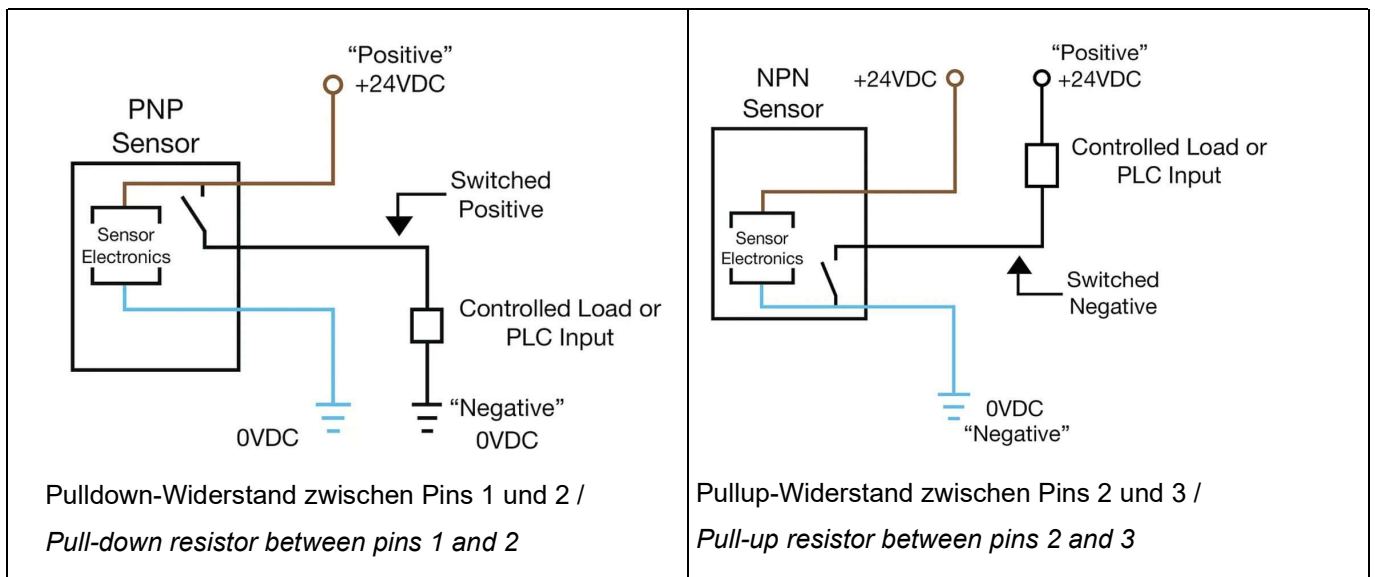 “Positive”
+24VDC
PNP
Sensor
Switched
Positive
Sensor
Electronics
Controlled Load or
PLC Input
“Negative”
0VDC
0VDC
Pulldown-Widerstand zwischen Pins 1 und 2 /
Pull-down resistor between pins 1 and 2
“Positive”
NPN
Sensor
+24VDC
+24VDC
Controlled Load or
PLC Input
Sensor
Electronics
Switched
Negative
0VDC
“Negative”
Pullup-Widerstand zwischen Pins 2 und 3 /
Pull-up resistor between pins 2 and 3